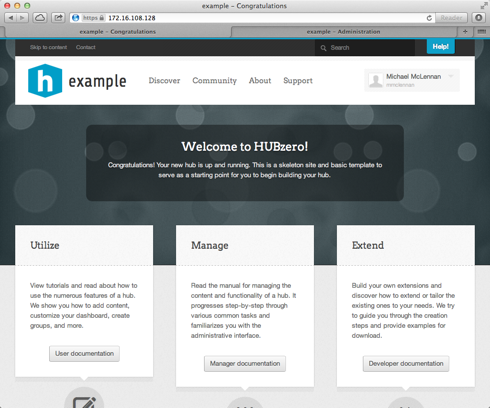 example – Congratulations
https 172.16.108.128
Reader
example – Congratulations
example – Administration
Skip to content
Contact
Search
Help!
h example
Discover
Community
About
Support
Michael McLennan
mmclennan
Welcome to HUBzero!
Congratulations! Your new hub is up and running. This is a skeleton site and basic template to
serve as a starting point for you to begin building your hub.
Utilize
View tutorials and read about how to
use the numerous features of a hub.
We show you how to add content,
customize your dashboard, create
groups, and more.
User documentation
Manage
Read the manual for managing the
content and functionality of a hub. It
progresses step-by-step through
various common tasks and
familiarizes you with the
administrative interface.
Manager documentation
Extend
Build your own extensions and
discover how to extend or tailor the
existing ones to your needs. We try
to guide you through the creation
steps and provide examples for
download.
Developer documentation